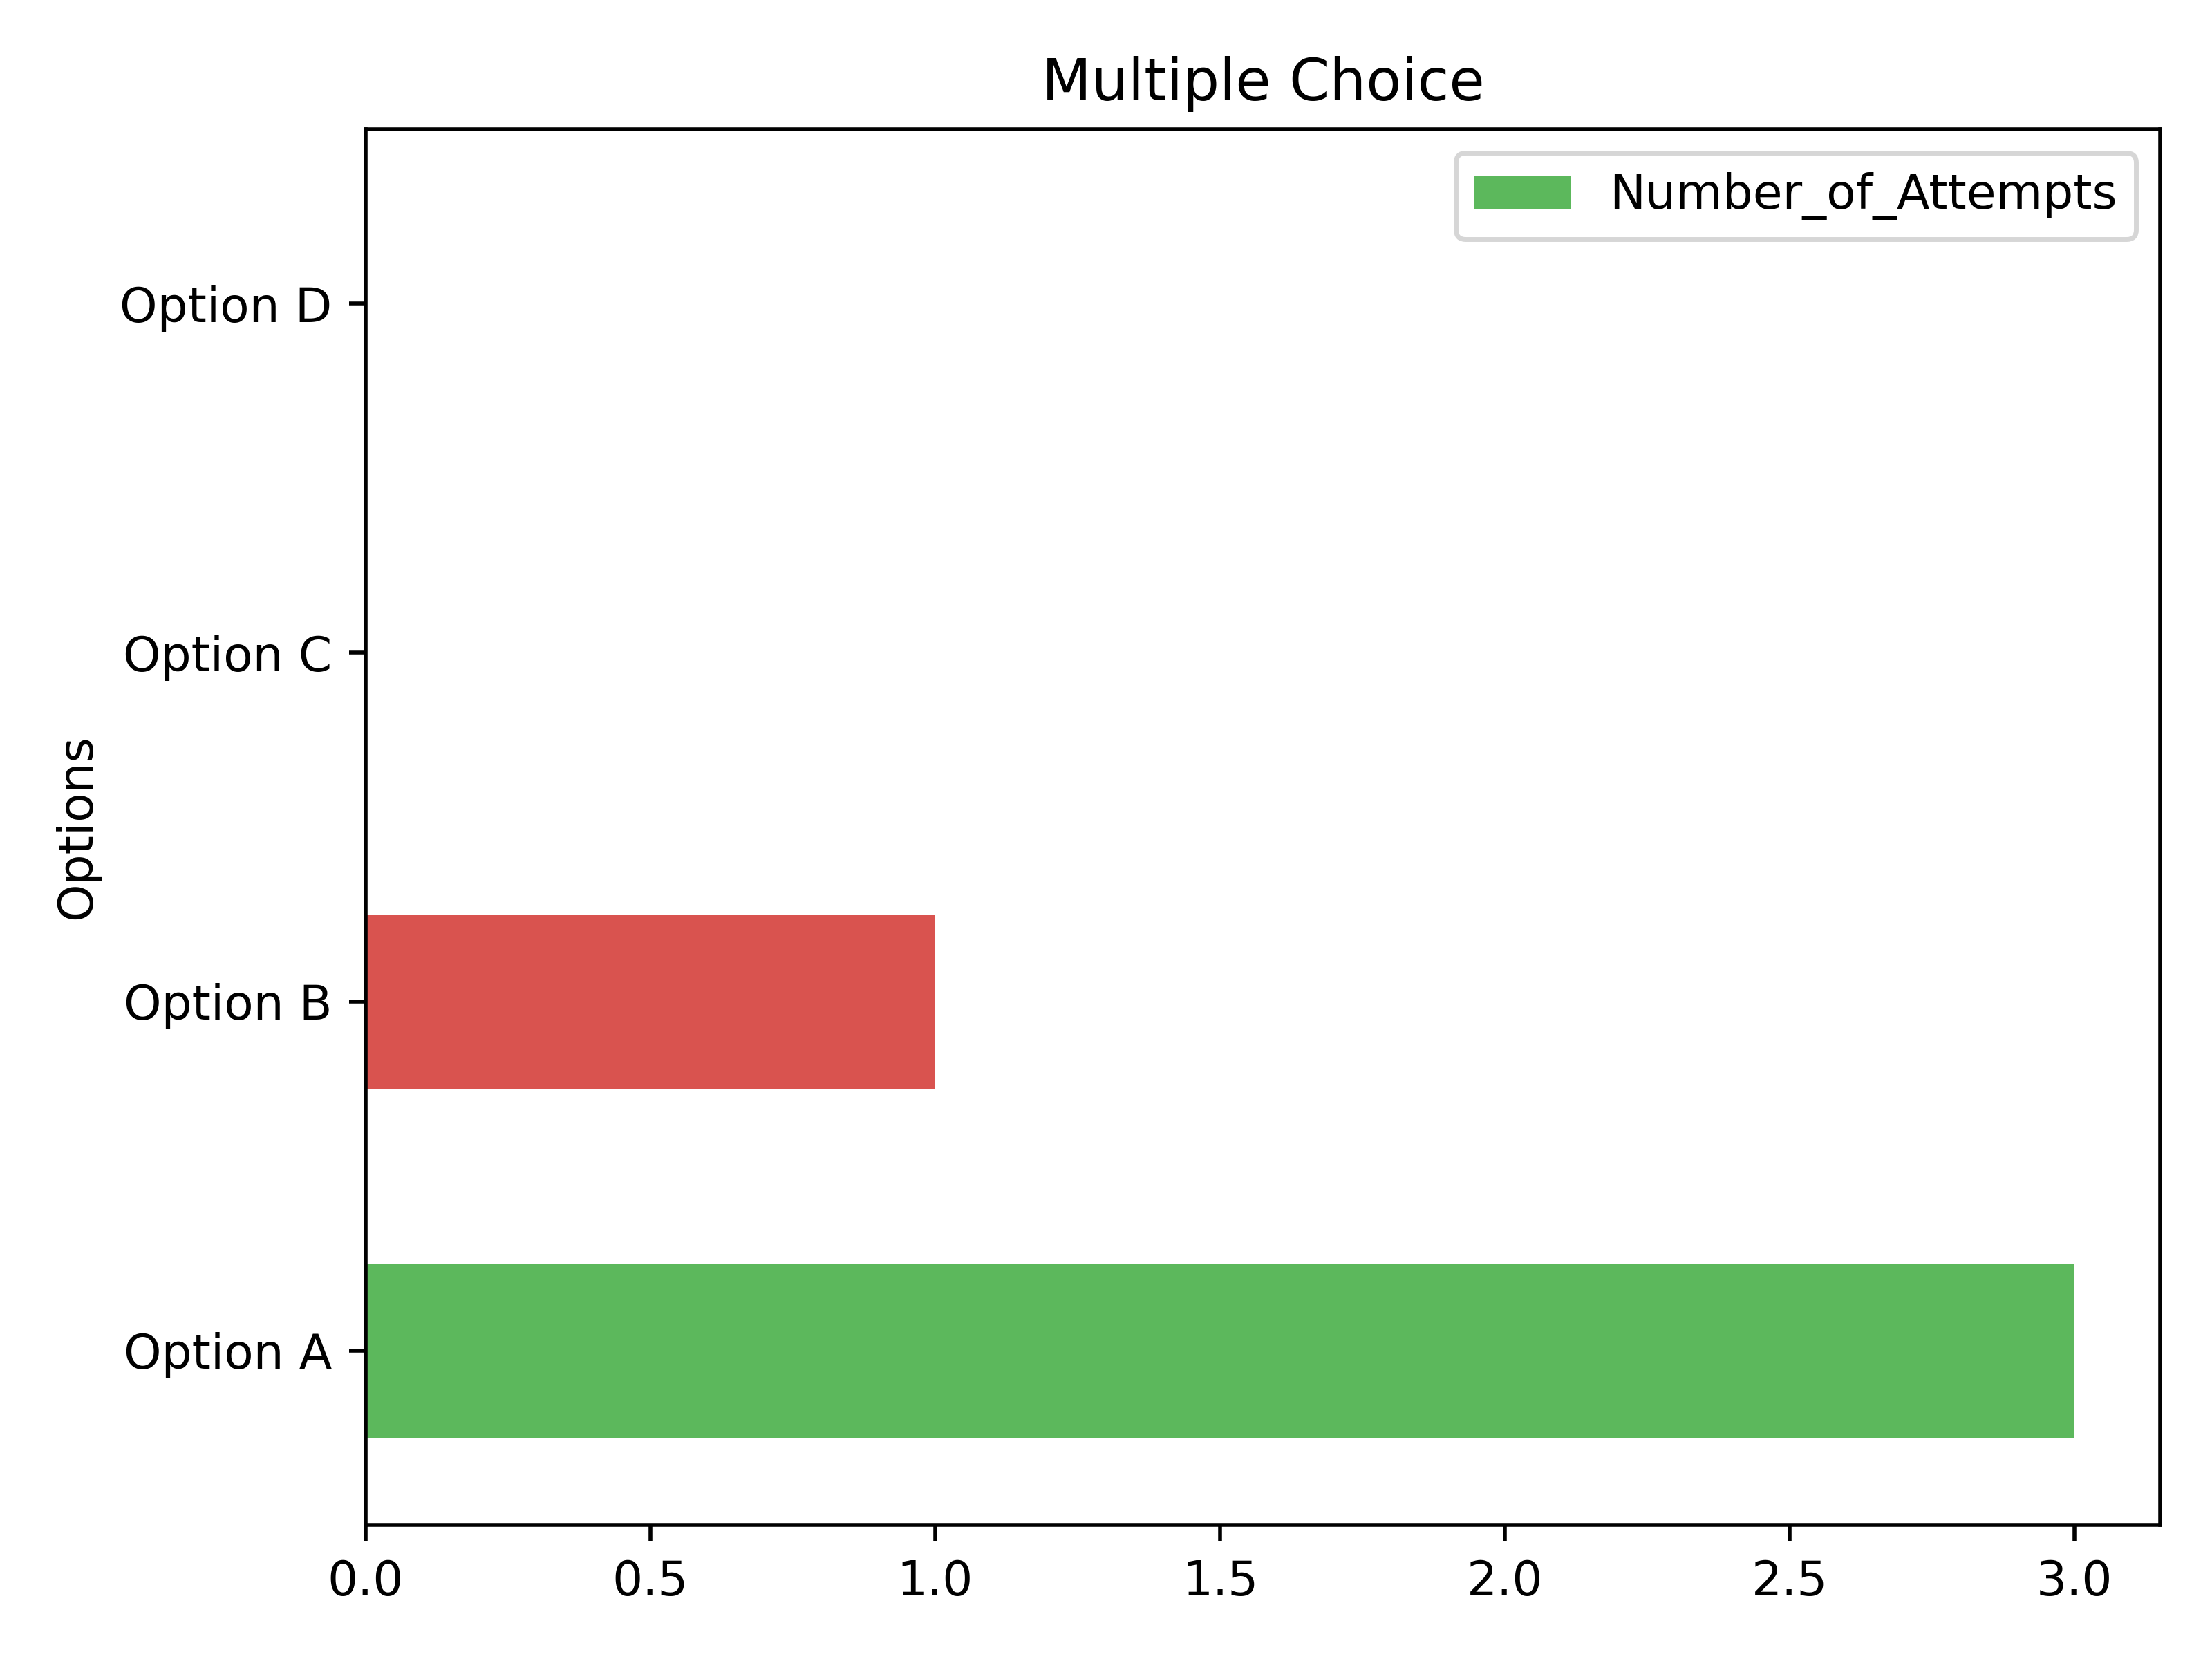 Multiple Choice
Number_of_Attempts
Option D
Option C
Option B
Option A
Options
0.0 0.5 1.0 1.5 2.0 2.5 3.0